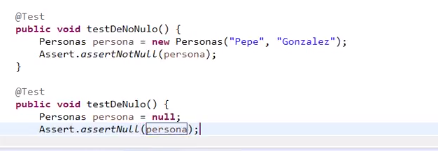 @Test
public void testDeNoNulo() {
Personas persona = new Personas("Pepe", "Gonzalez");
Assert.assertNotNull(persona);
}
@Test
public void testDeNulo() {
Personas persona = null;
Assert.assertNull(persona);